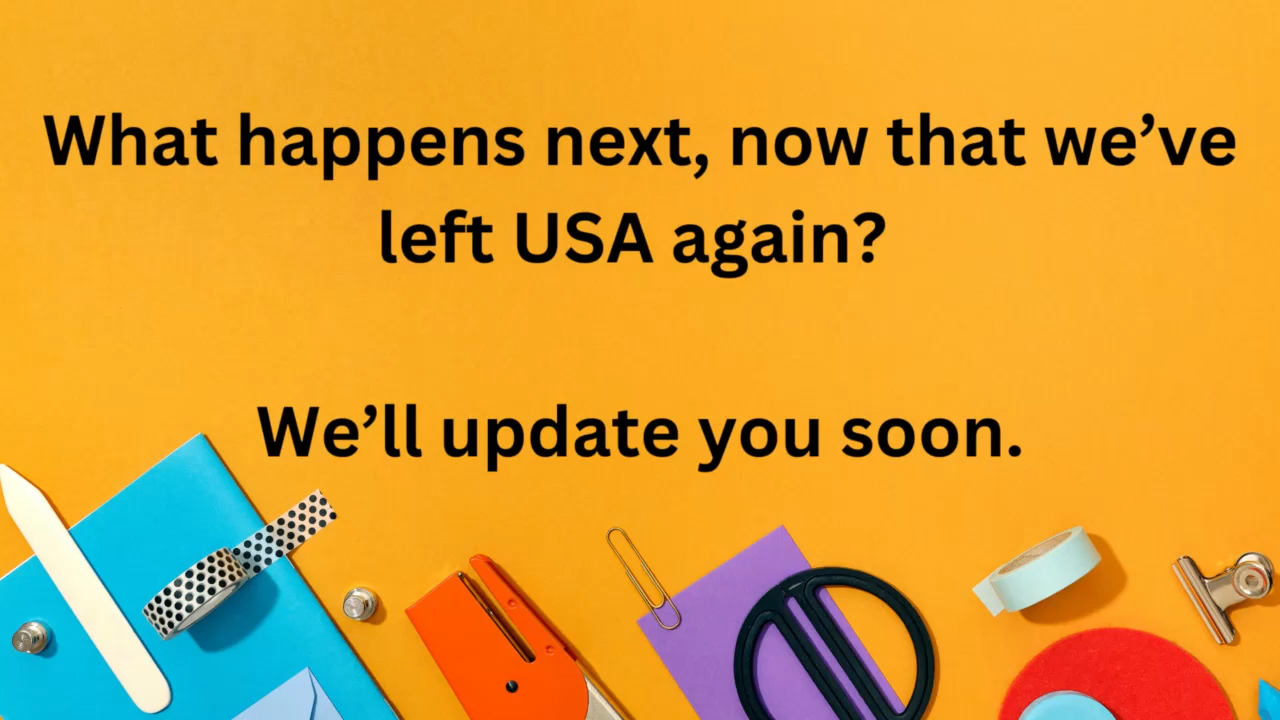 What happens next, now that we’ve
left USA again?
We’ll update you soon.